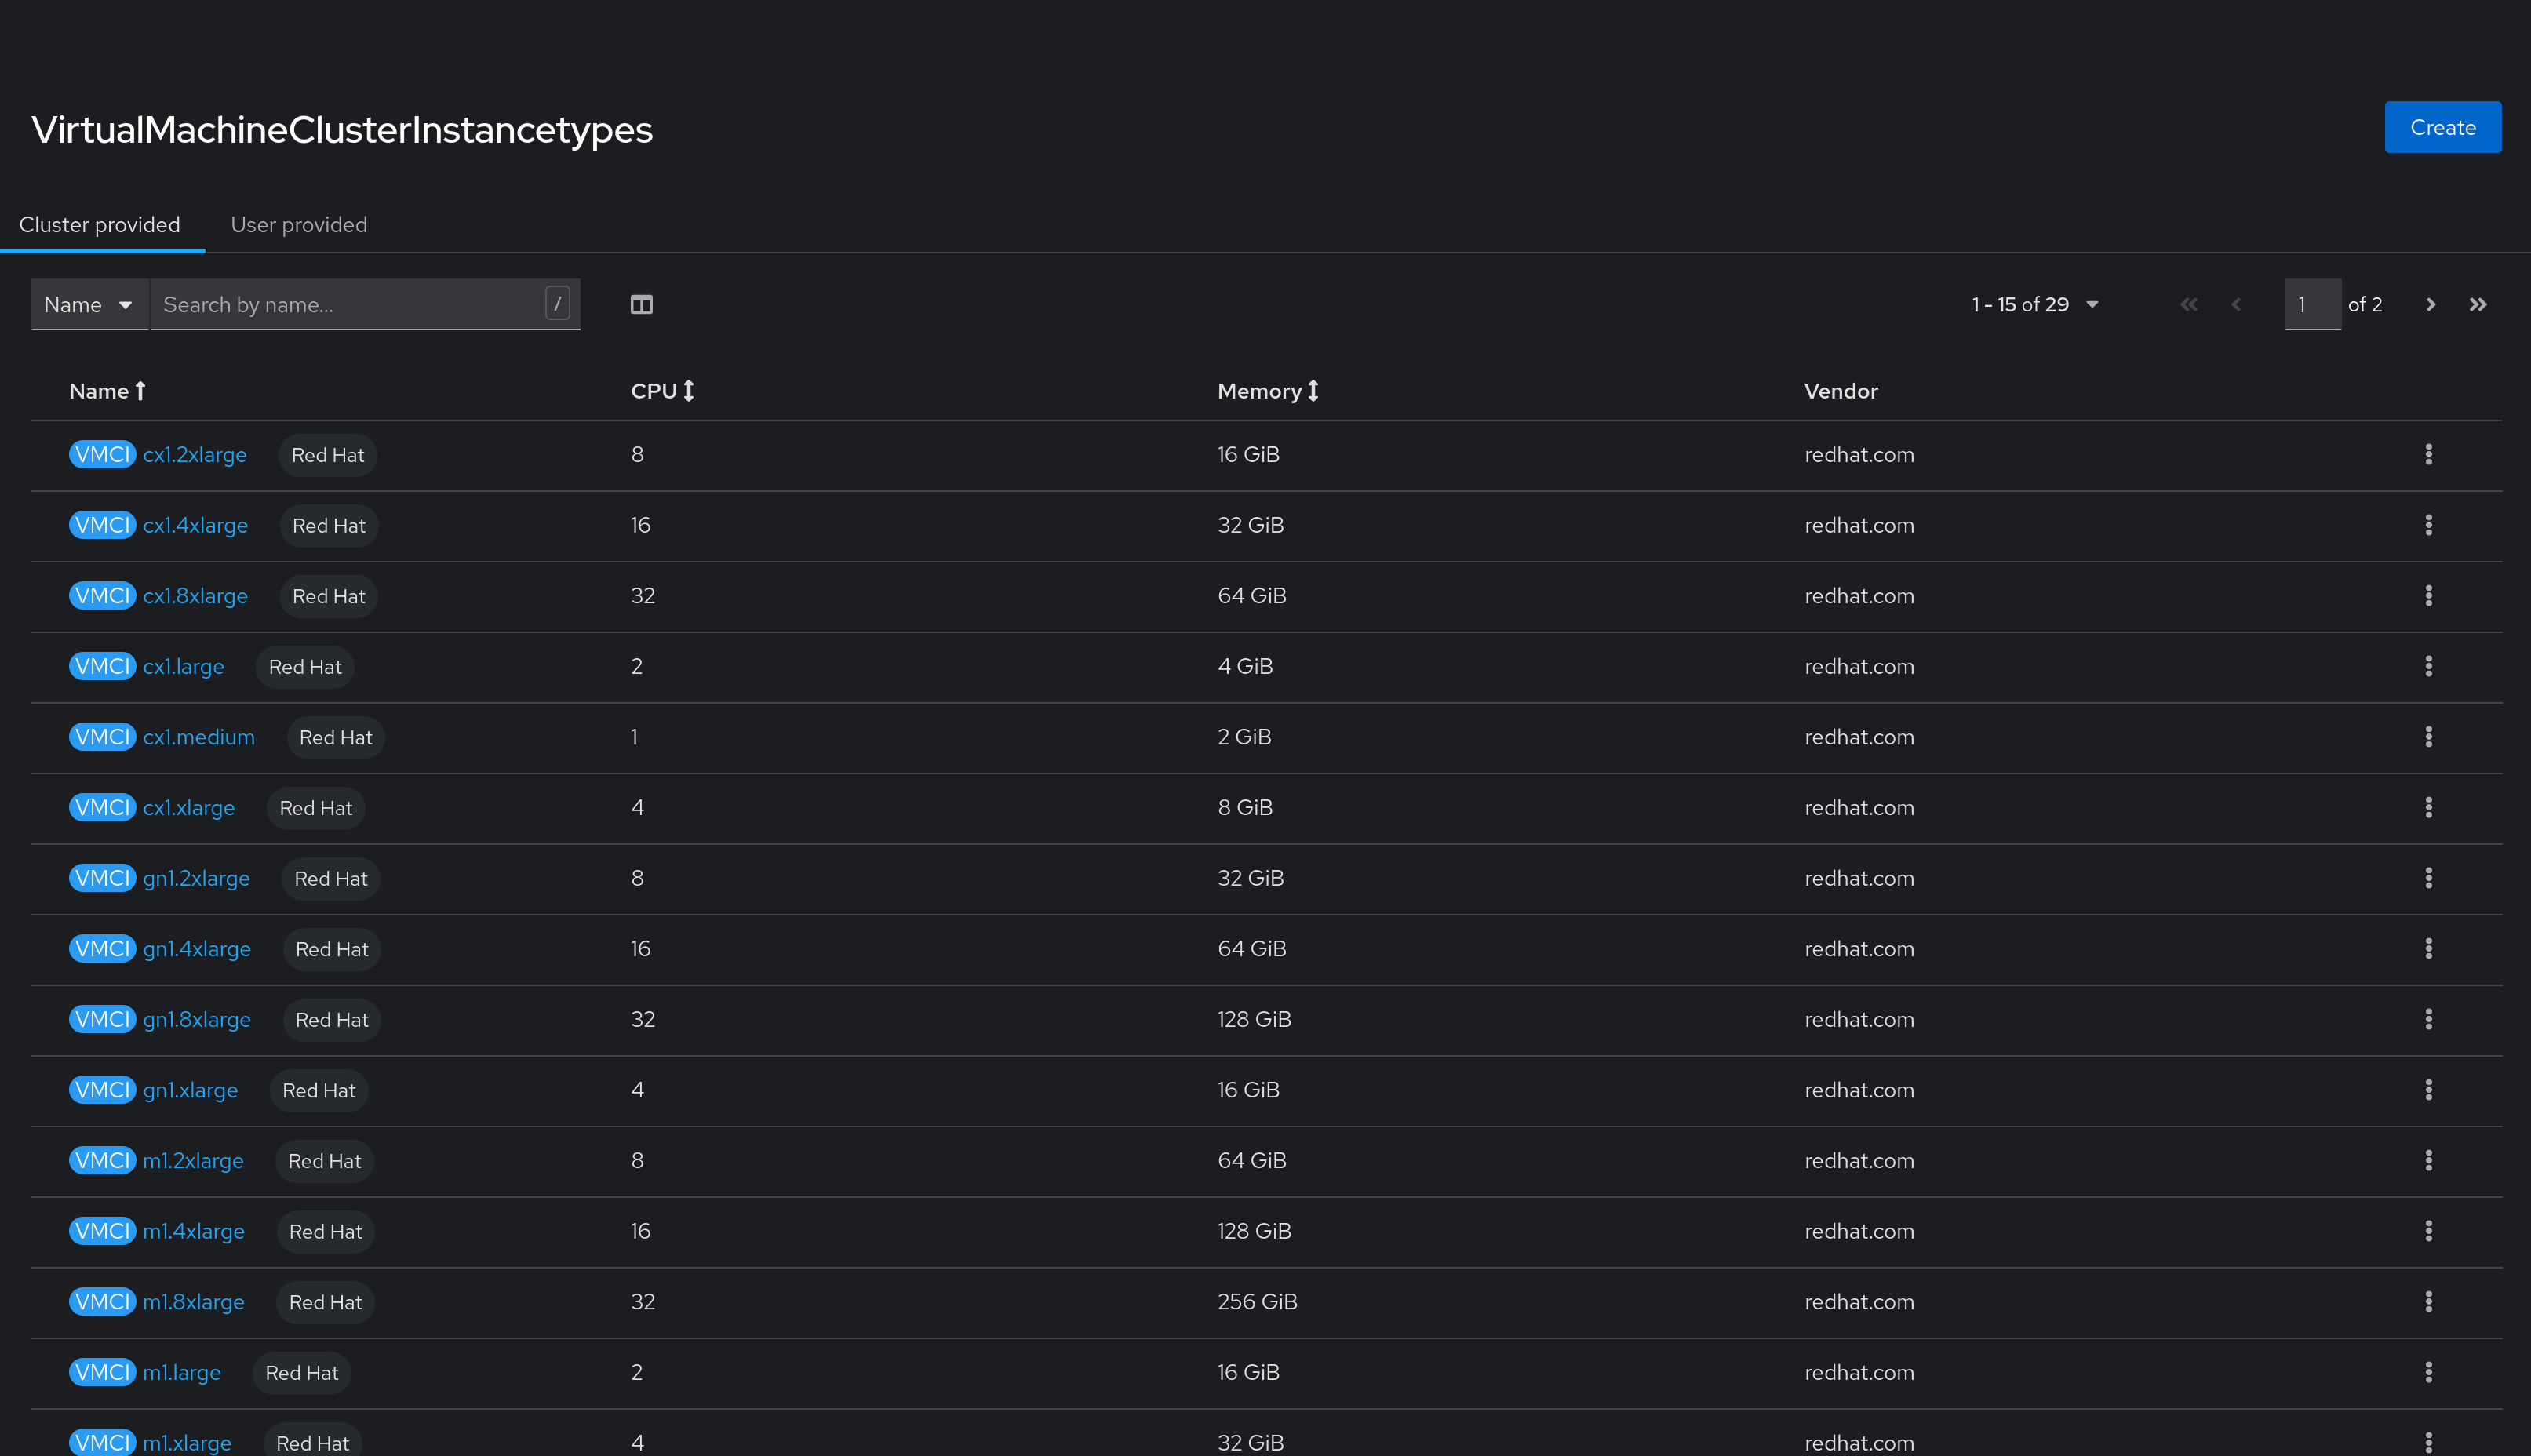 VirtualMachineClusterInstancetypes Create
Cluster provided User provided
Name Search by name... / 1 - 15 of 29 1 of 2
Name CPU Memory Vendor
VMCI cx1.2xlarge Red Hat 8 16 GiB redhat.com
VMCI cx1.4xlarge Red Hat 16 32 GiB redhat.com
VMCI cx1.8xlarge Red Hat 32 64 GiB redhat.com
VMCI cx1.large Red Hat 2 4 GiB redhat.com
VMCI cx1.medium Red Hat 1 2 GiB redhat.com
VMCI cx1.xlarge Red Hat 4 8 GiB redhat.com
VMCI gn1.2xlarge Red Hat 8 32 GiB redhat.com
VMCI gn1.4xlarge Red Hat 16 64 GiB redhat.com
VMCI gn1.8xlarge Red Hat 32 128 GiB redhat.com
VMCI gn1.xlarge Red Hat 4 16 GiB redhat.com
VMCI m1.2xlarge Red Hat 8 64 GiB redhat.com
VMCI m1.4xlarge Red Hat 16 128 GiB redhat.com
VMCI m1.8xlarge Red Hat 32 256 GiB redhat.com
VMCI m1.large Red Hat 2 16 GiB redhat.com
VMCI m1.xlarge Red Hat 4 32 GiB redhat.com